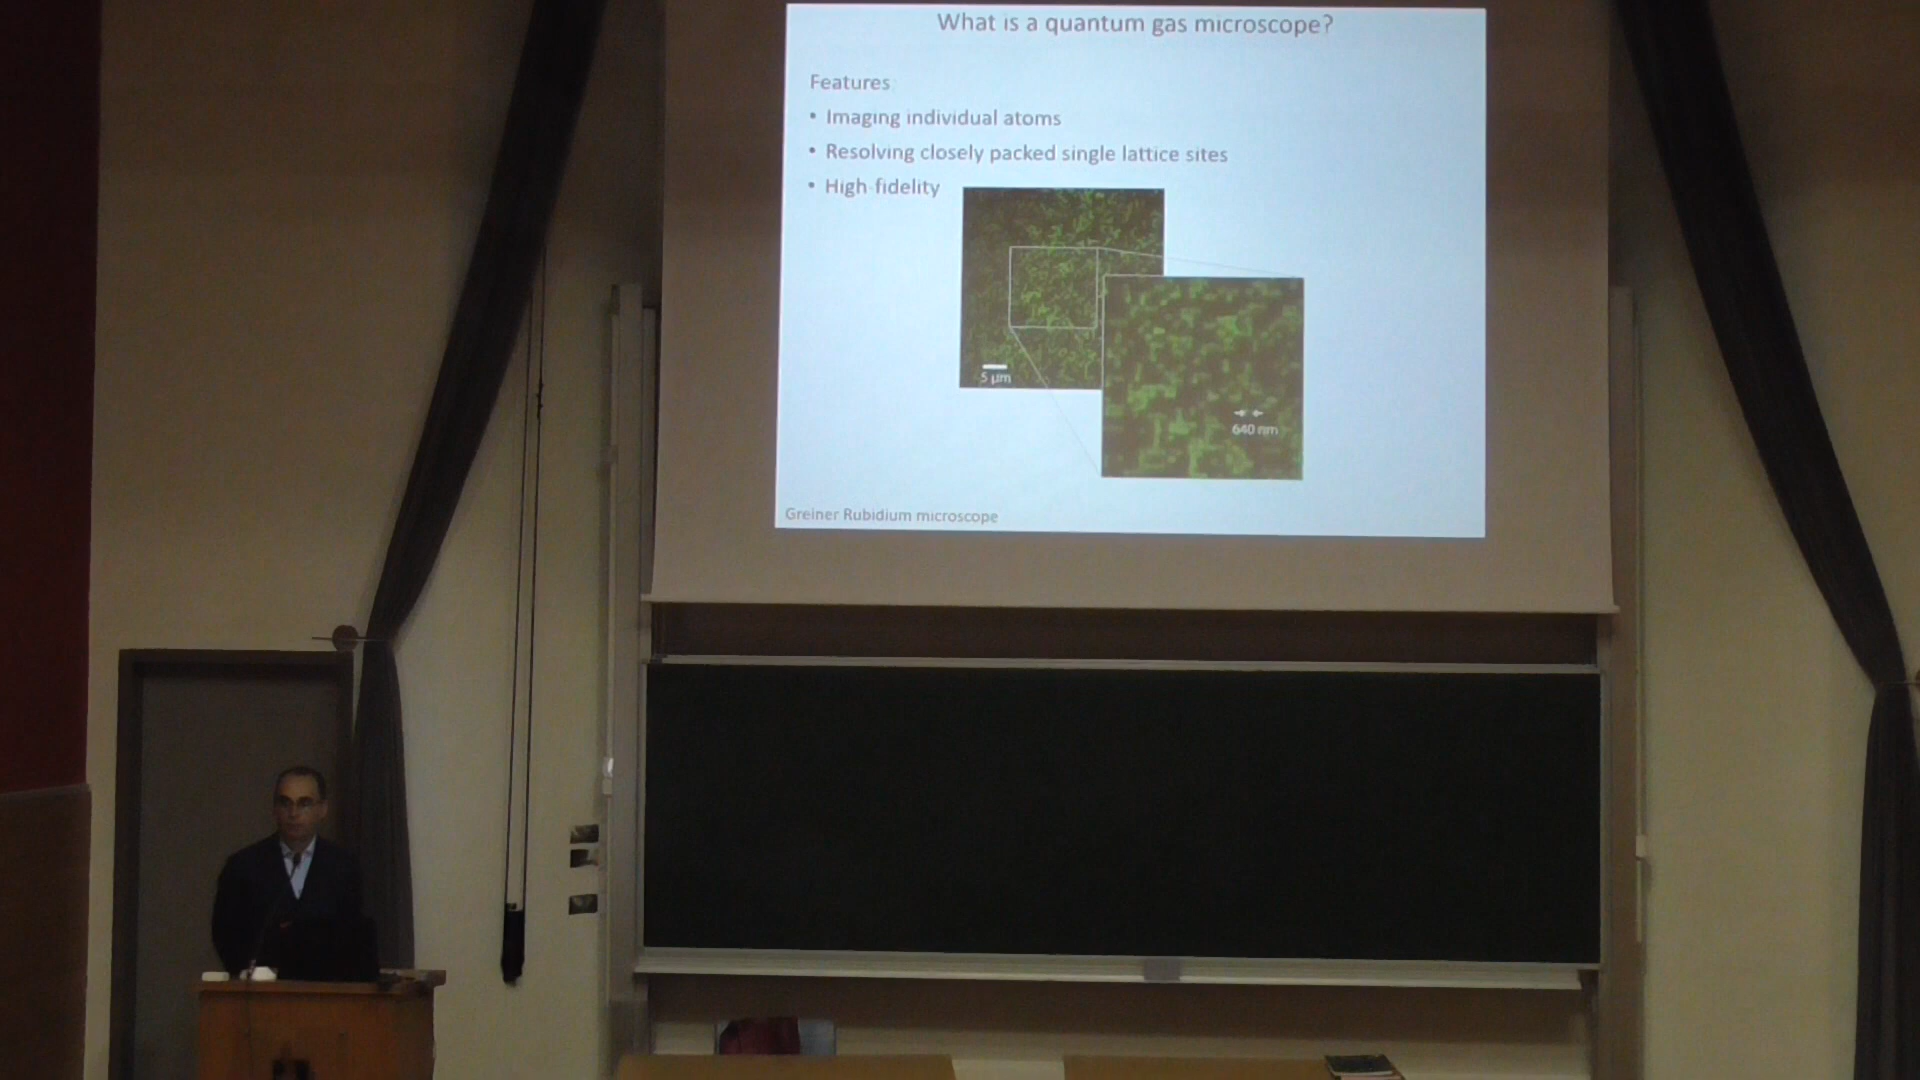 What is a quantum gas microscope?
Features
• Imaging individual atoms
• Resolving closely packed single lattice sites
• High fidelity
5 µm
640 nm
Greiner Rubidium microscope